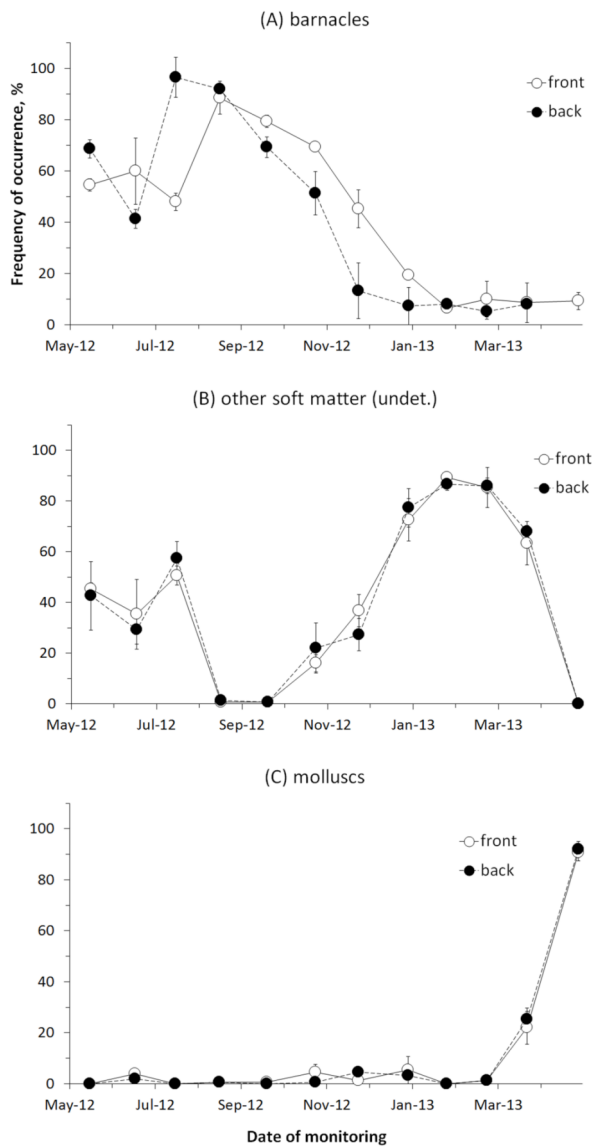 (A) barnacles
Frequency of occurrence, %
100
80
60
40
20
0
front
back
May-12 Jul-12 Sep-12 Nov-12 Jan-13 Mar-13
(B) other soft matter (undet.)
100
80
60
40
20
0
front
back
May-12 Jul-12 Sep-12 Nov-12 Jan-13 Mar-13
(C) molluscs
100
80
60
40
20
0
front
back
May-12 Jul-12 Sep-12 Nov-12 Jan-13 Mar-13
Date of monitoring